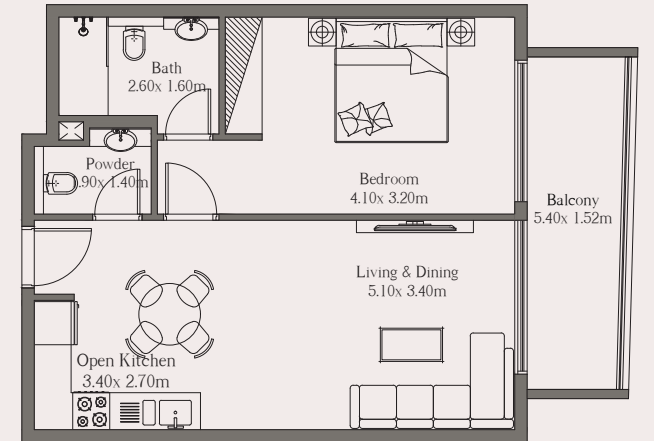 Bath
2.60x 1.60m
Powder
.90x 1.40m
Bedroom
4.10x 3.20m
Balcony
5.40x 1.52m
Living & Dining
5.10x 3.40m
Open Kitchen
3.40x 2.70m